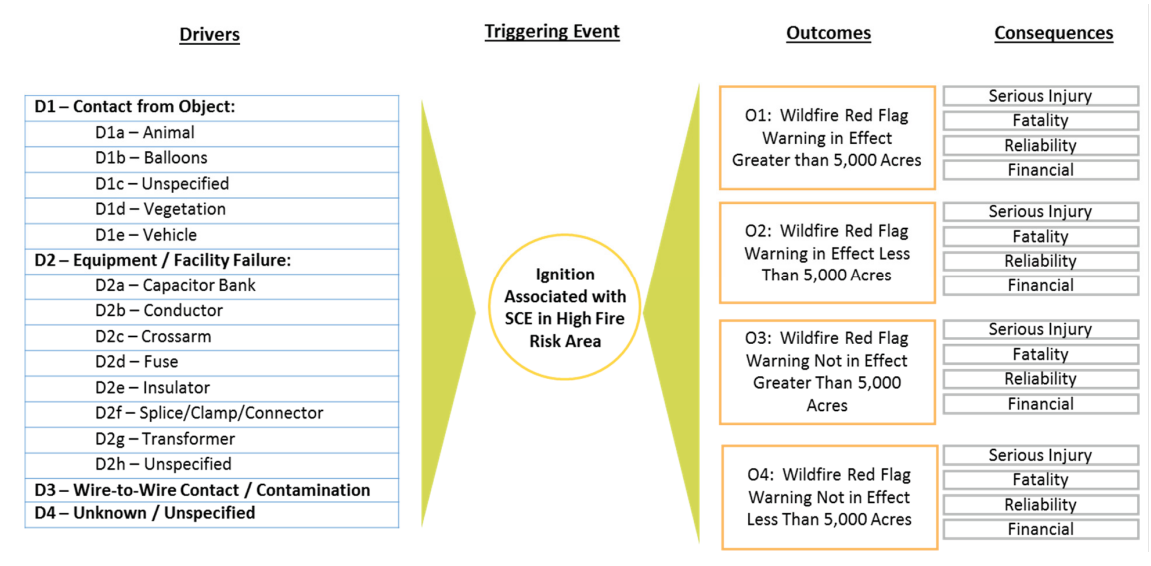 Drivers
Triggering Event
Outcomes
Consequences
D1 – Contact from Object:
D1a – Animal
D1b – Balloons
D1c – Unspecified
D1d – Vegetation
D1e – Vehicle
D2 – Equipment / Facility Failure:
D2a – Capacitor Bank
D2b – Conductor
D2c – Crossarm
D2d – Fuse
D2e – Insulator
D2f – Splice/Clamp/Connector
D2g – Transformer
D2h – Unspecified
D3 – Wire-to-Wire Contact / Contamination
D4 – Unknown / Unspecified
Ignition
Associated with
SCE in High Fire
Risk Area
O1: Wildfire Red Flag
Warning in Effect
Greater than 5,000 Acres
Serious Injury
Fatality
Reliability
Financial
O2: Wildfire Red Flag
Warning in Effect Less
Than 5,000 Acres
Serious Injury
Fatality
Reliability
Financial
O3: Wildfire Red Flag
Warning Not in Effect
Greater Than 5,000
Acres
Serious Injury
Fatality
Reliability
Financial
O4: Wildfire Red Flag
Warning Not in Effect
Less Than 5,000 Acres
Serious Injury
Fatality
Reliability
Financial